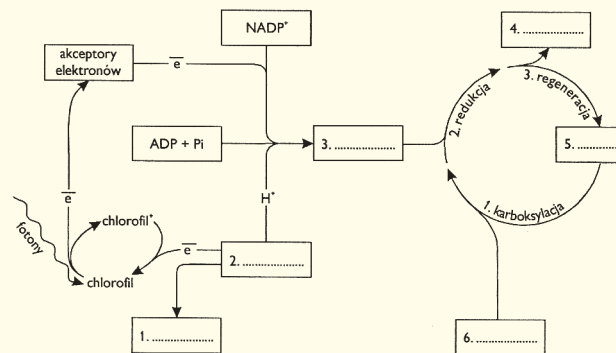 NADP⁺
4. ....................
akceptory
elektronów
e̅
3. regeneracja
2. redukcja
ADP + Pi
3. ....................
5. ....................
e̅
H⁺
1. karboksylacja
chlorofil*
fotony
e̅
2. ....................
chlorofil
1. ....................
6. ....................